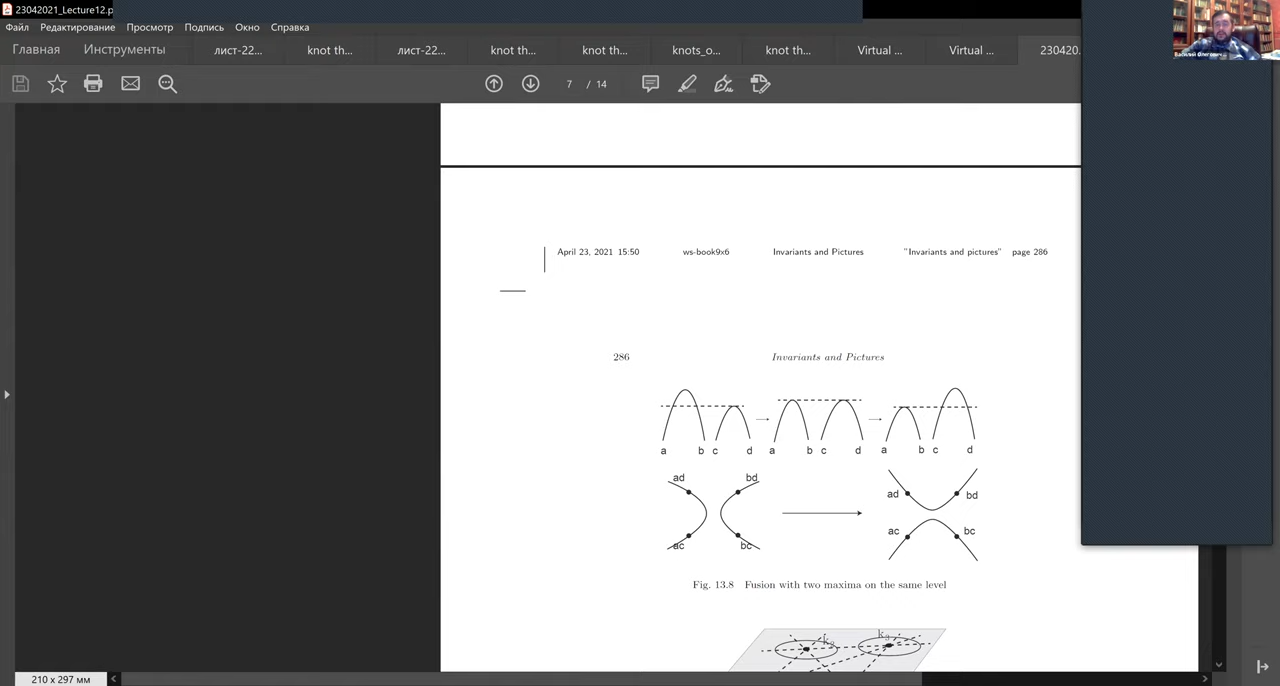 23042021_Lecture12.p
Файл Редактирование Просмотр Подпись Окно Справка
Главная Инструменты лист-22... knot th... лист-22... knot th... knot th... knots_o... knot th... Virtual ... Virtual ... 230420.
7 / 14
Василий Олегович
April 23, 2021 15:50 ws-book9x6 Invariants and Pictures "Invariants and pictures" page 286
286 Invariants and Pictures
a b c d a b c d a b c d
ad bd ad bd
ac bc ac bc
Fig. 13.8 Fusion with two maxima on the same level
210 x 297 мм